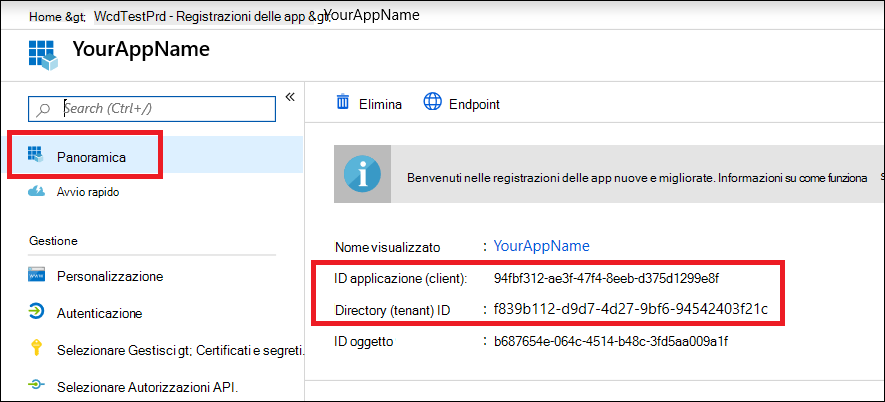 Home &gt; WcdTestPrd - Registrazioni delle app &gt; YourAppName
YourAppName
Search (Ctrl+/)
«
Elimina
Endpoint
Panoramica
Avvio rapido
Benvenuti nelle registrazioni delle app nuove e migliorate. Informazioni su come funziona s
Gestione
Nome visualizzato : YourAppName
Personalizzazione
ID applicazione (client): 94fbf312-ae3f-47f4-8eeb-d375d1299e8f
Autenticazione
Directory (tenant) ID : f839b112-d9d7-4d27-9bf6-94542403f21c
Selezionare Gestisci gt; Certificati e segreti.
ID oggetto : b687654e-064c-4514-b48c-3fd5aa009a1f
Selezionare Autorizzazioni API.